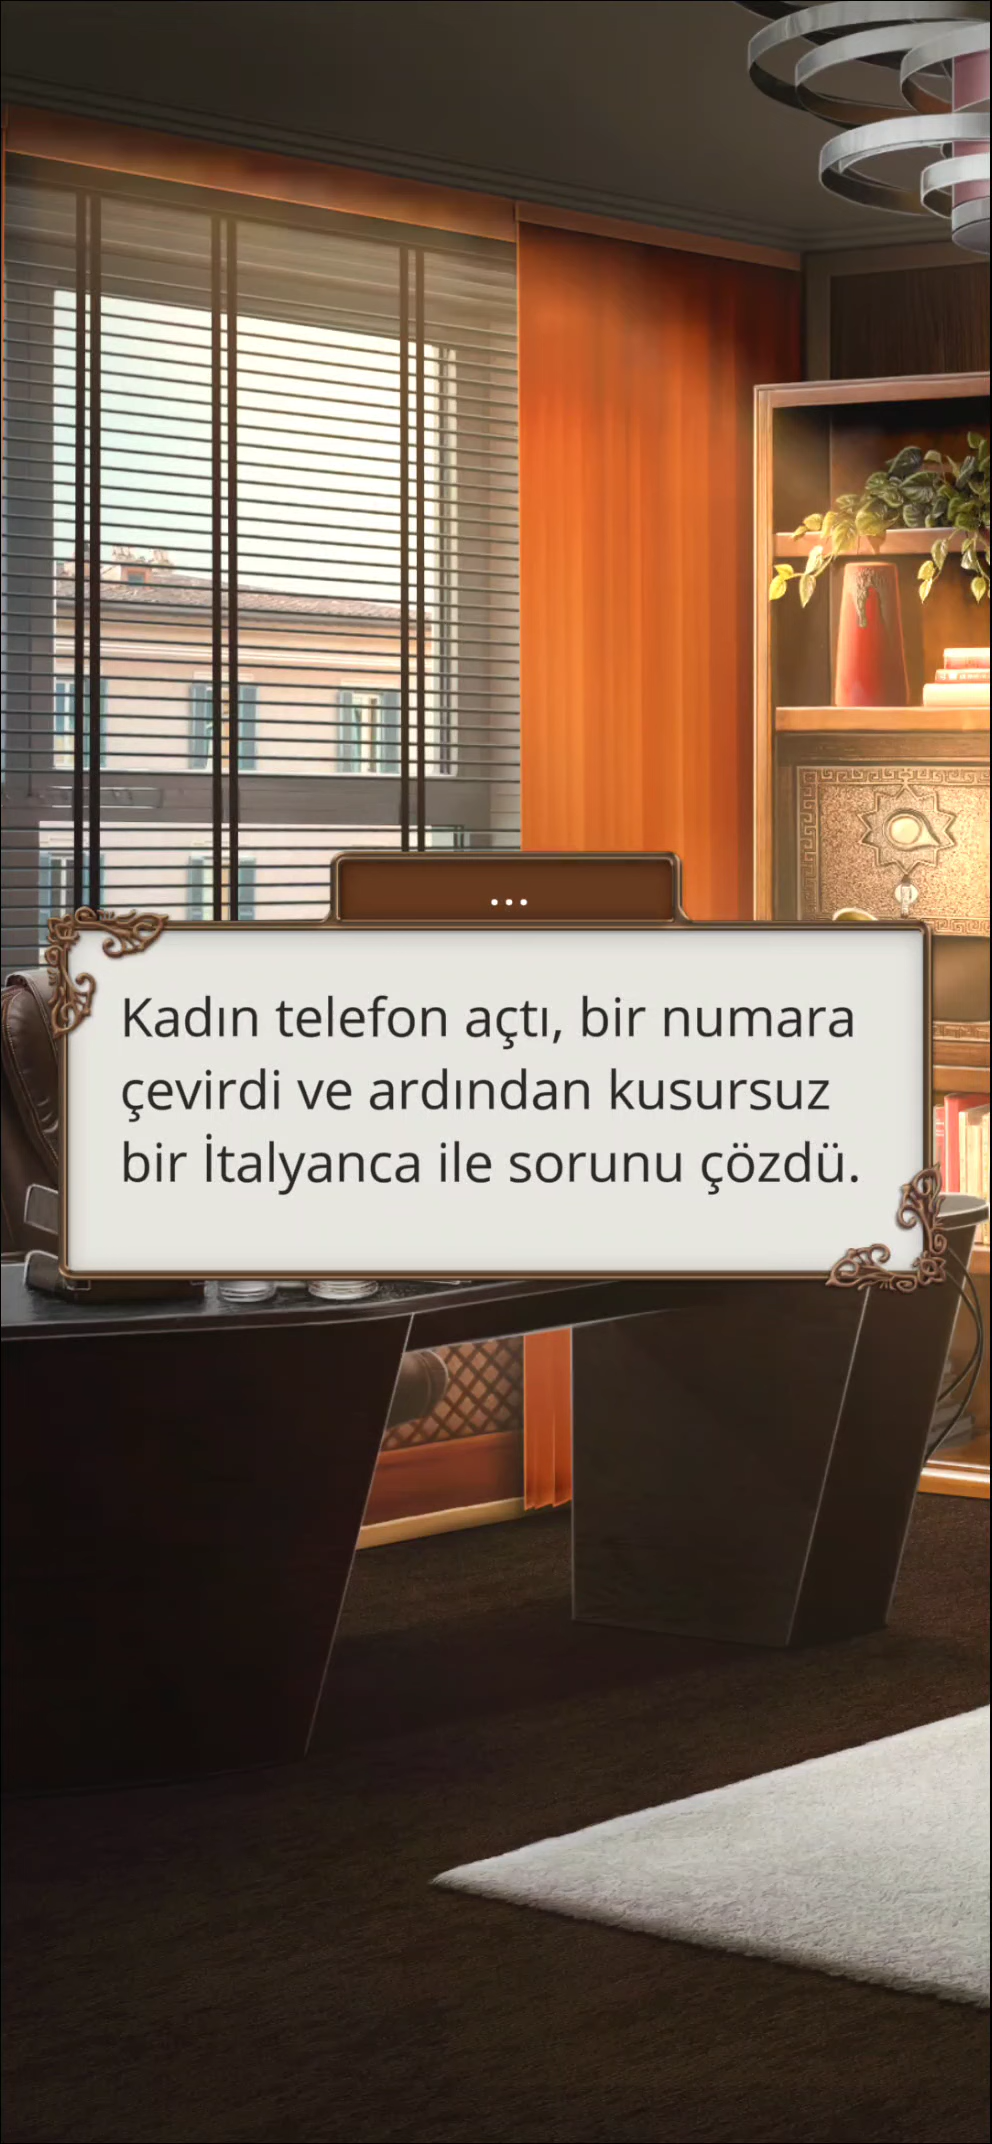 ...
Kadın telefon açtı, bir numara
çevirdi ve ardından kusursuz
bir İtalyanca ile sorunu çözdü.